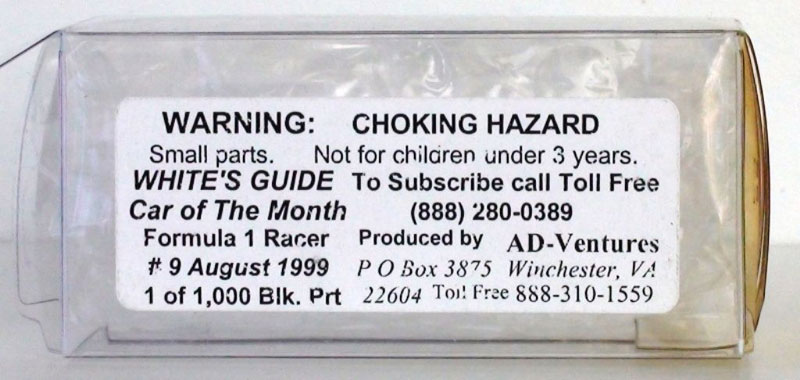 WARNING: CHOKING HAZARD
Small parts. Not for children under 3 years.
WHITE'S GUIDE To Subscribe call Toll Free
Car of The Month (888) 280-0389
Formula 1 Racer Produced by AD-Ventures
# 9 August 1999 P O Box 3875 Winchester, VA
1 of 1,000 Blk. Prt 22604 Toll Free 888-310-1559